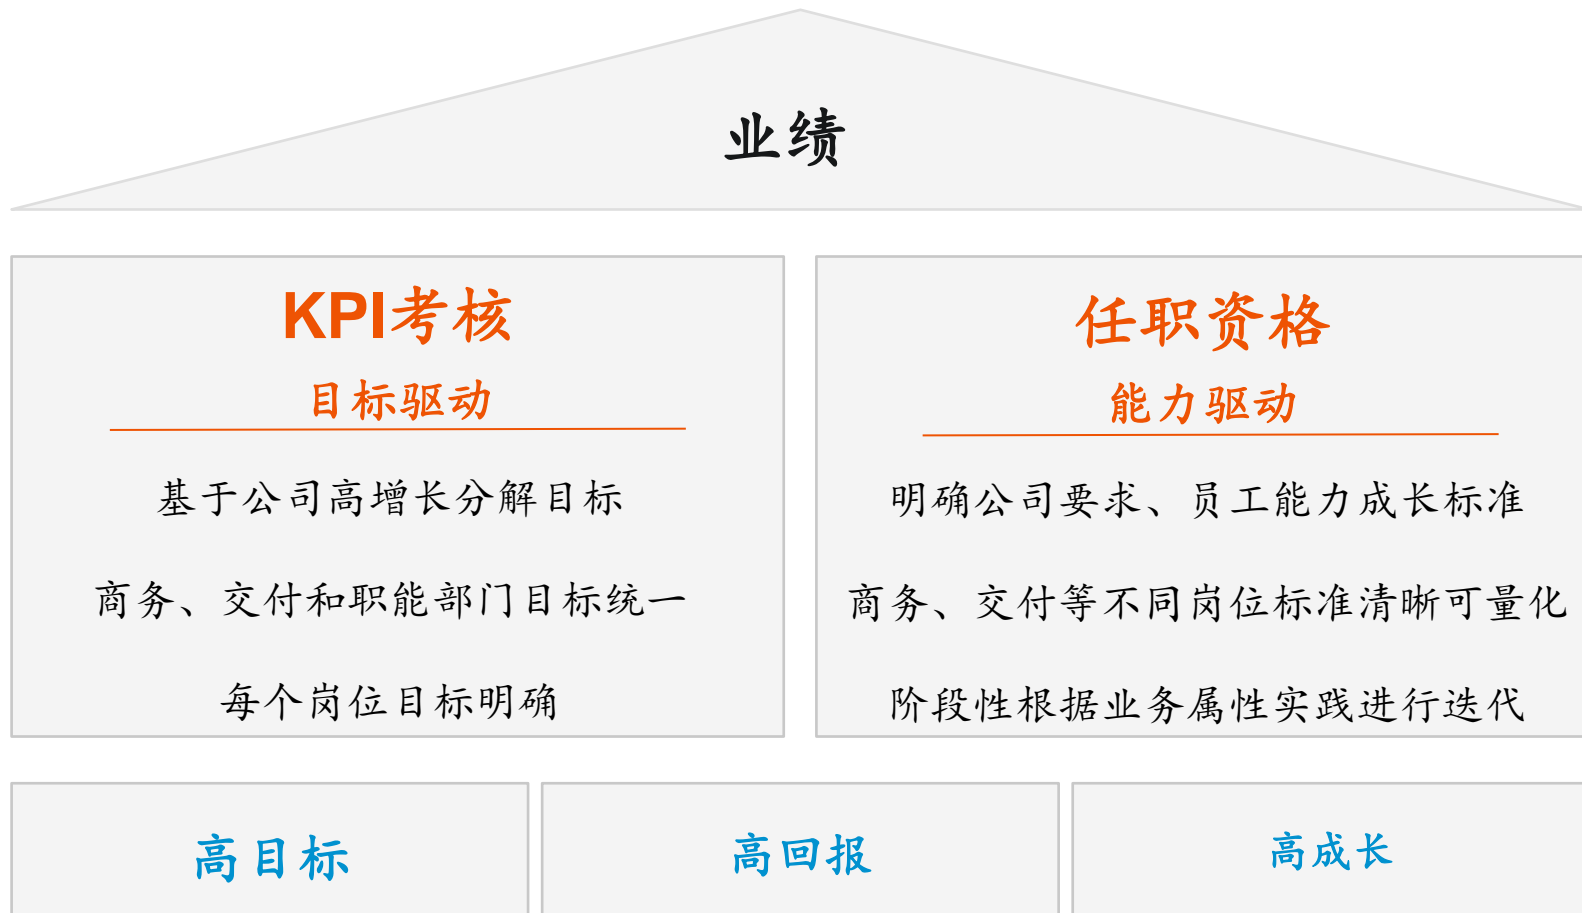 业绩
KPI考核
目标驱动
基于公司高增长分解目标
商务、交付和职能部门目标统一
每个岗位目标明确
任职资格
能力驱动
明确公司要求、员工能力成长标准
商务、交付等不同岗位标准清晰可量化
阶段性根据业务属性实践进行迭代
高目标
高回报
高成长